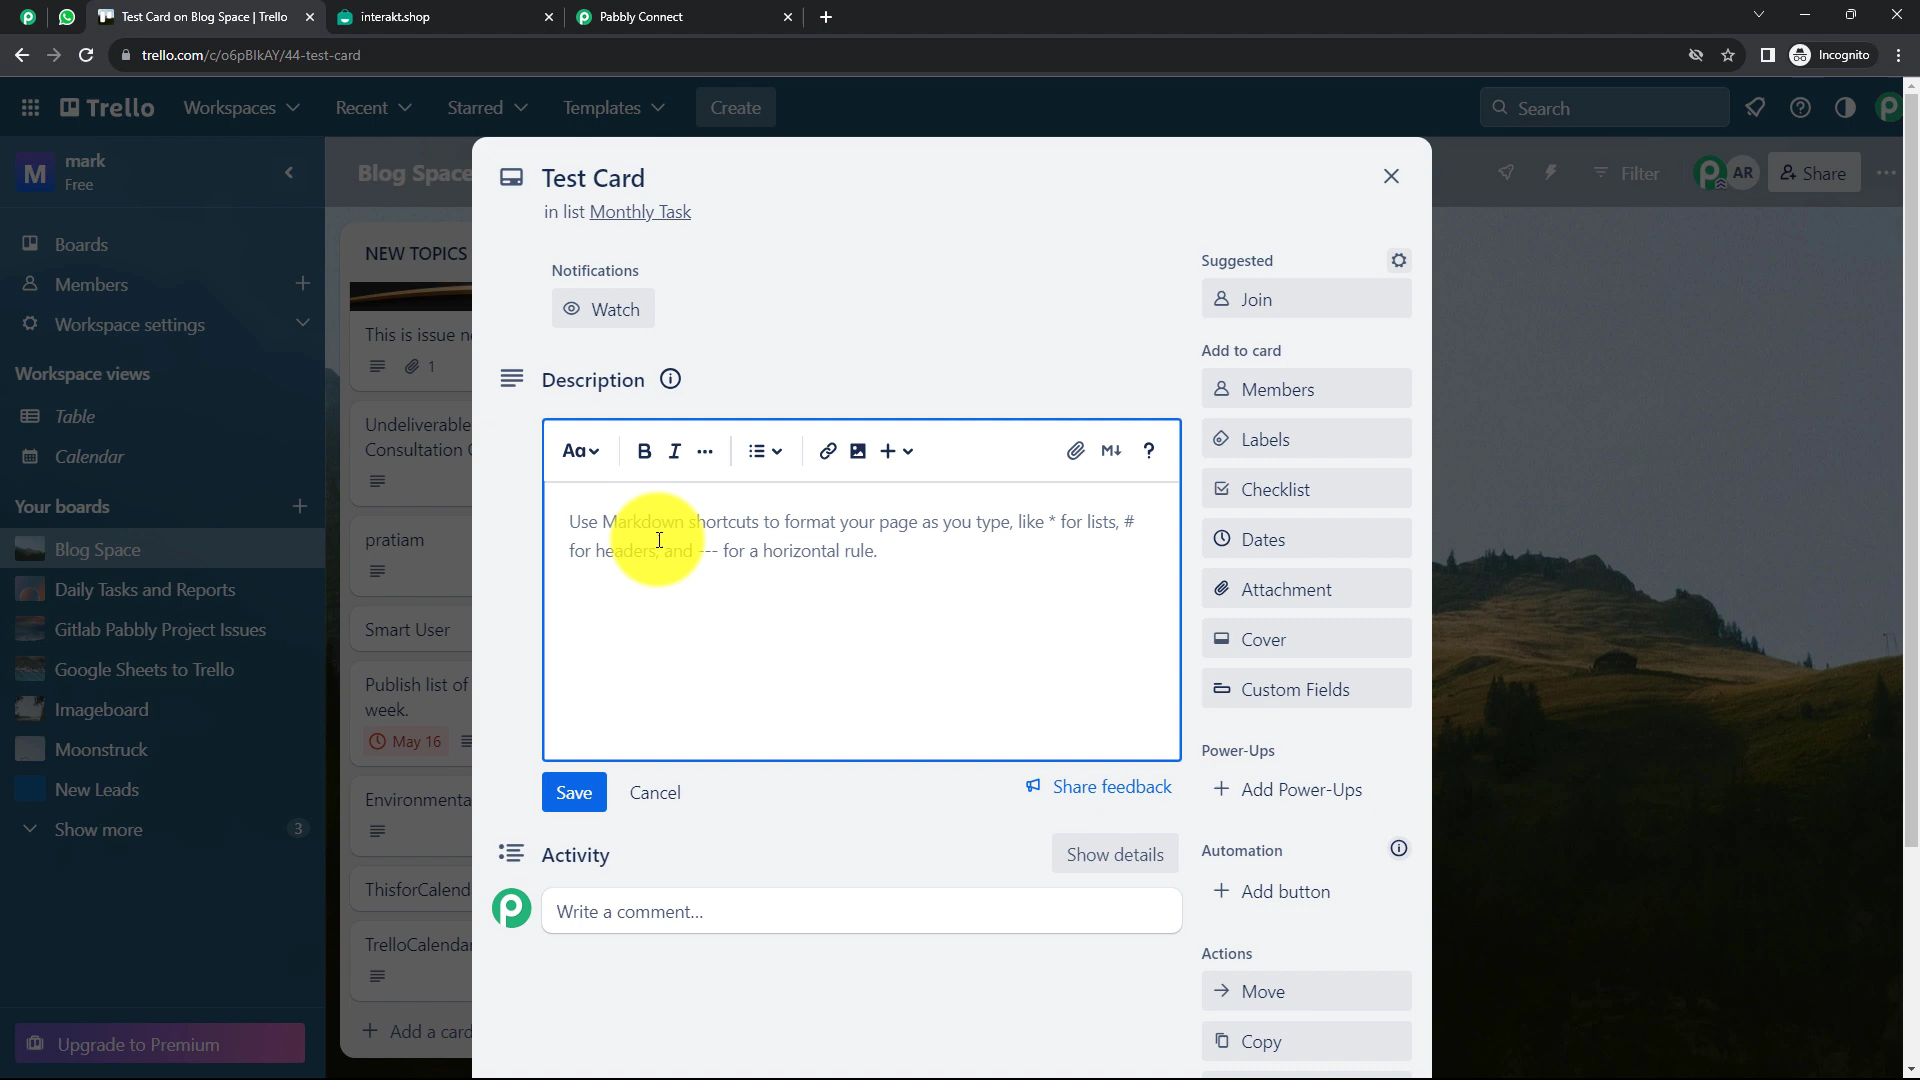 Test Card on Blog Space | Trello
interakt.shop
Pabbly Connect
trello.com/c/o6pBlkAY/44-test-card
Incognito
Trello
Workspaces
Recent
Starred
Templates
Create
Search
M
mark
Free
Blog Space
Filter
AR
Share
Boards
Members
Workspace settings
Workspace views
Table
Calendar
Your boards
Blog Space
Daily Tasks and Reports
Gitlab Pabbly Project Issues
Google Sheets to Trello
Imageboard
Moonstruck
New Leads
Show more
3
Upgrade to Premium
NEW TOPICS
This is issue
1
Undeliverable
Consultation
pratiam
Smart User
Publish list of
week.
May 16
Environmenta
ThisforCalend
TrelloCalendar
Add a card
Test Card
in list Monthly Task
Notifications
Watch
Description
Aa
B I
M
?
Use Markdown shortcuts to format your page as you type, like * for lists, #
for headers, and --- for a horizontal rule.
Save
Cancel
Share feedback
Activity
Show details
Write a comment...
Suggested
Join
Add to card
Members
Labels
Checklist
Dates
Attachment
Cover
Custom Fields
Power-Ups
Add Power-Ups
Automation
Add button
Actions
Move
Copy